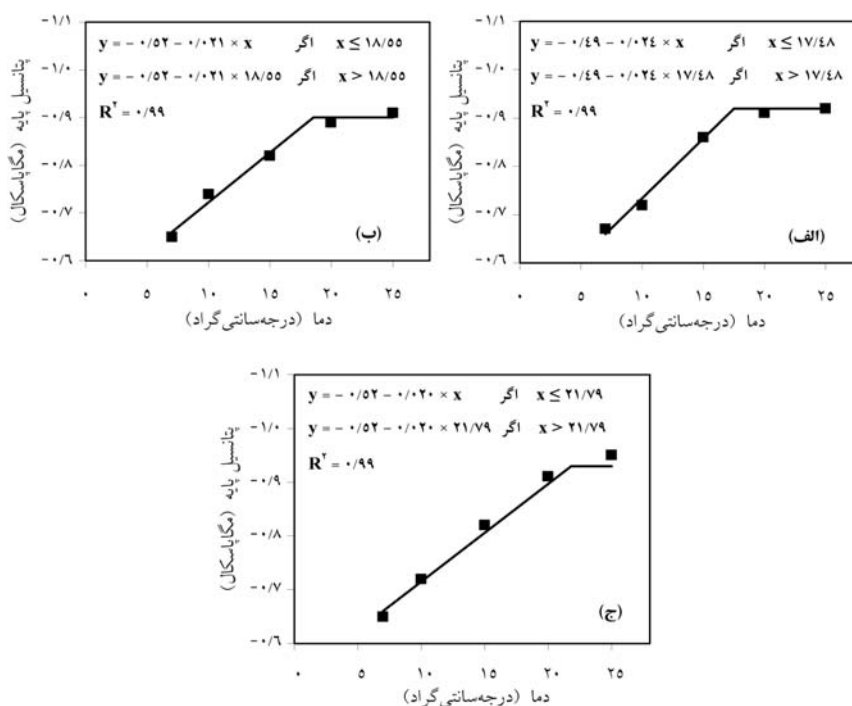 y = - ۰/۴۹ - ۰/۰۲۴ × x اگر x ≤ ۱۷/۴۸
y = - ۰/۴۹ - ۰/۰۲۴ × ۱۷/۴۸ اگر x > ۱۷/۴۸
R^۲ = ۰/۹۹
(الف)
پتانسیل پایه (مگاپاسکال)
-۱/۱
-۱/۰
-۰/۹
-۰/۸
-۰/۷
-۰/۶
۰ ۵ ۱۰ ۱۵ ۲۰ ۲۵
دما (درجه‌سانتی‌گراد)
y = - ۰/۵۲ - ۰/۰۲۱ × x اگر x ≤ ۱۸/۵۵
y = - ۰/۵۲ - ۰/۰۲۱ × ۱۸/۵۵ اگر x > ۱۸/۵۵
R^۲ = ۰/۹۹
(ب)
پتانسیل پایه (مگاپاسکال)
-۱/۱
-۱/۰
-۰/۹
-۰/۸
-۰/۷
-۰/۶
۰ ۵ ۱۰ ۱۵ ۲۰ ۲۵
دما (درجه‌سانتی‌گراد)
y = - ۰/۵۲ - ۰/۰۲۰ × x اگر x ≤ ۲۱/۷۹
y = - ۰/۵۲ - ۰/۰۲۰ × ۲۱/۷۹ اگر x > ۲۱/۷۹
R^۲ = ۰/۹۹
(ج)
پتانسیل پایه (مگاپاسکال)
-۱/۱
-۱/۰
-۰/۹
-۰/۸
-۰/۷
-۰/۶
۰ ۵ ۱۰ ۱۵ ۲۰ ۲۵
دما (درجه‌سانتی‌گراد)